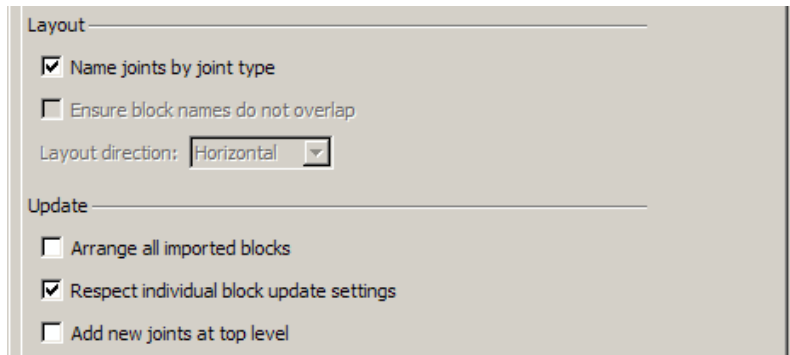 Layout
Name joints by joint type
Ensure block names do not overlap
Layout direction: Horizontal
Update
Arrange all imported blocks
Respect individual block update settings
Add new joints at top level